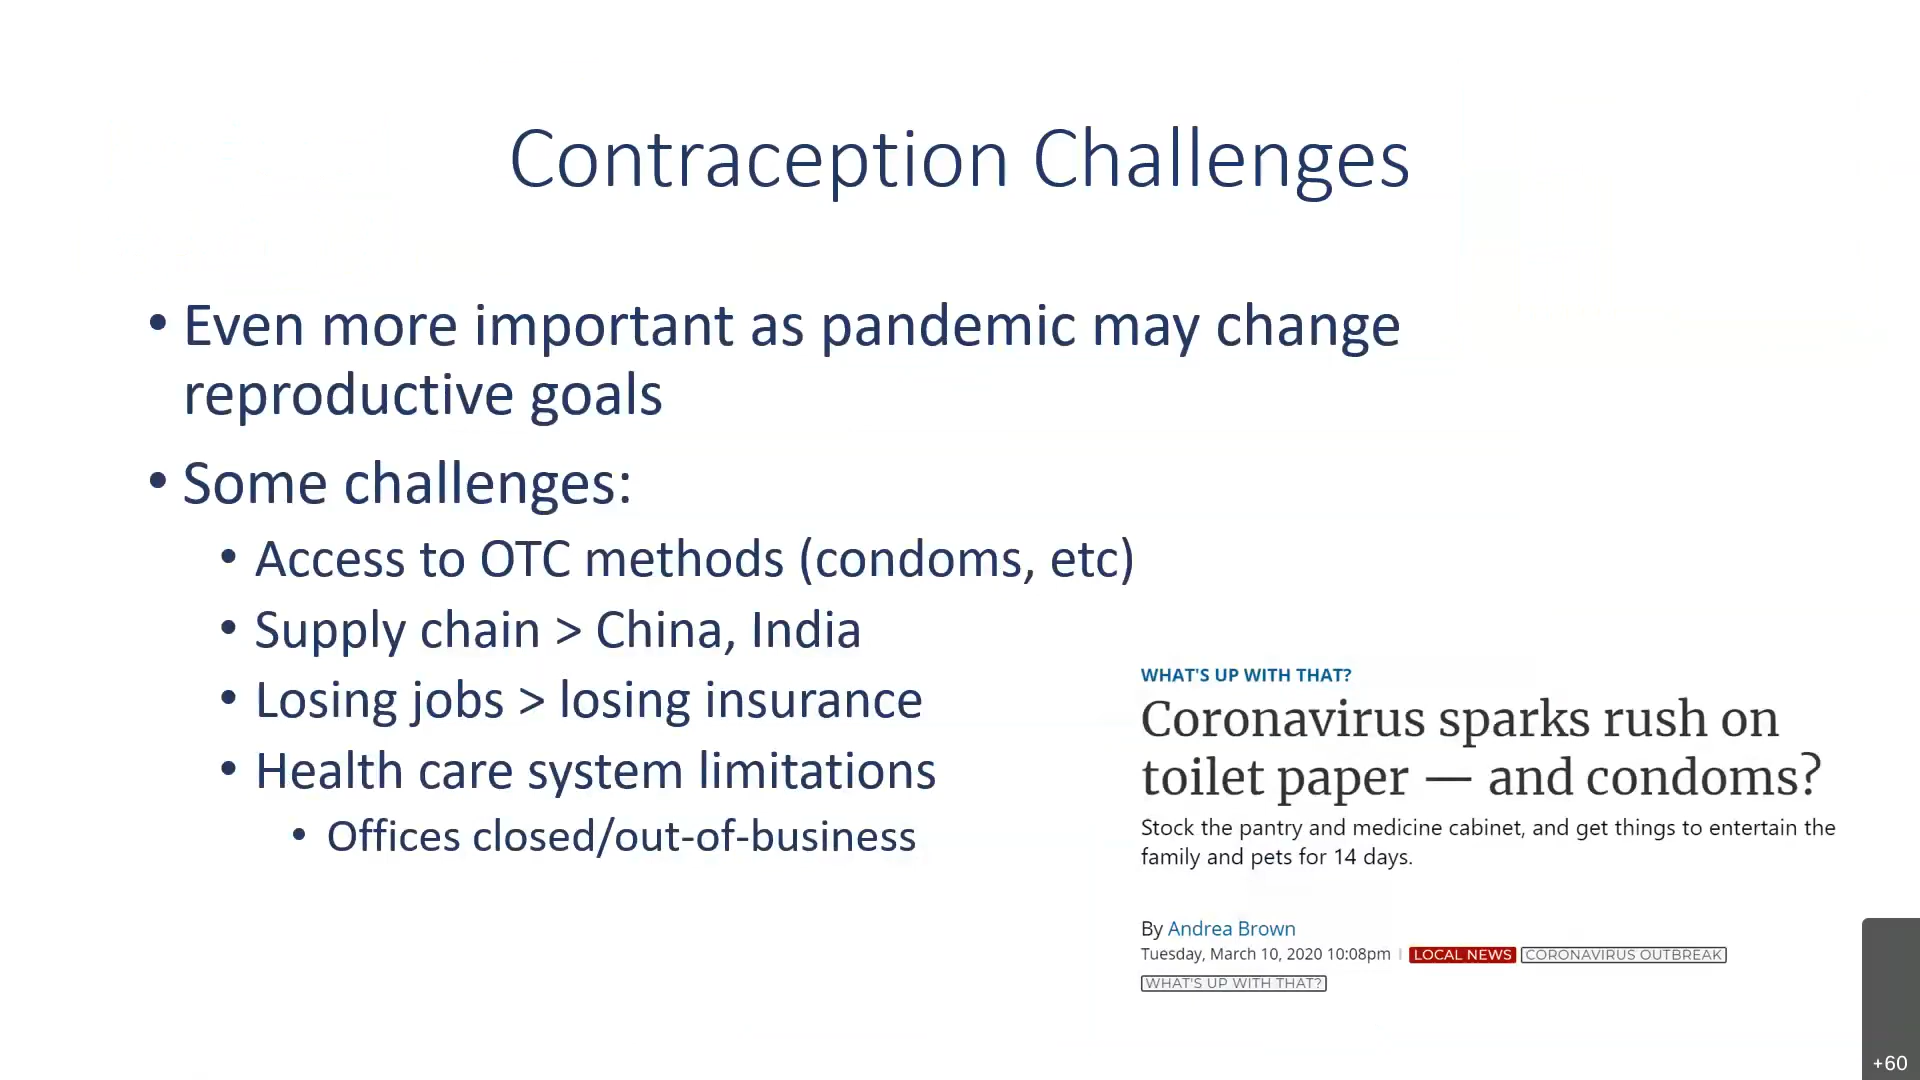 Contraception Challenges
• Even more important as pandemic may change
reproductive goals
• Some challenges:
• Access to OTC methods (condoms, etc)
• Supply chain > China, India
• Losing jobs > losing insurance
• Health care system limitations
• Offices closed/out-of-business
WHAT'S UP WITH THAT?
Coronavirus sparks rush on
toilet paper — and condoms?
Stock the pantry and medicine cabinet, and get things to entertain the
family and pets for 14 days.
By Andrea Brown
Tuesday, March 10, 2020 10:08pm | LOCAL NEWS CORONAVIRUS OUTBREAK
WHAT'S UP WITH THAT?
+60